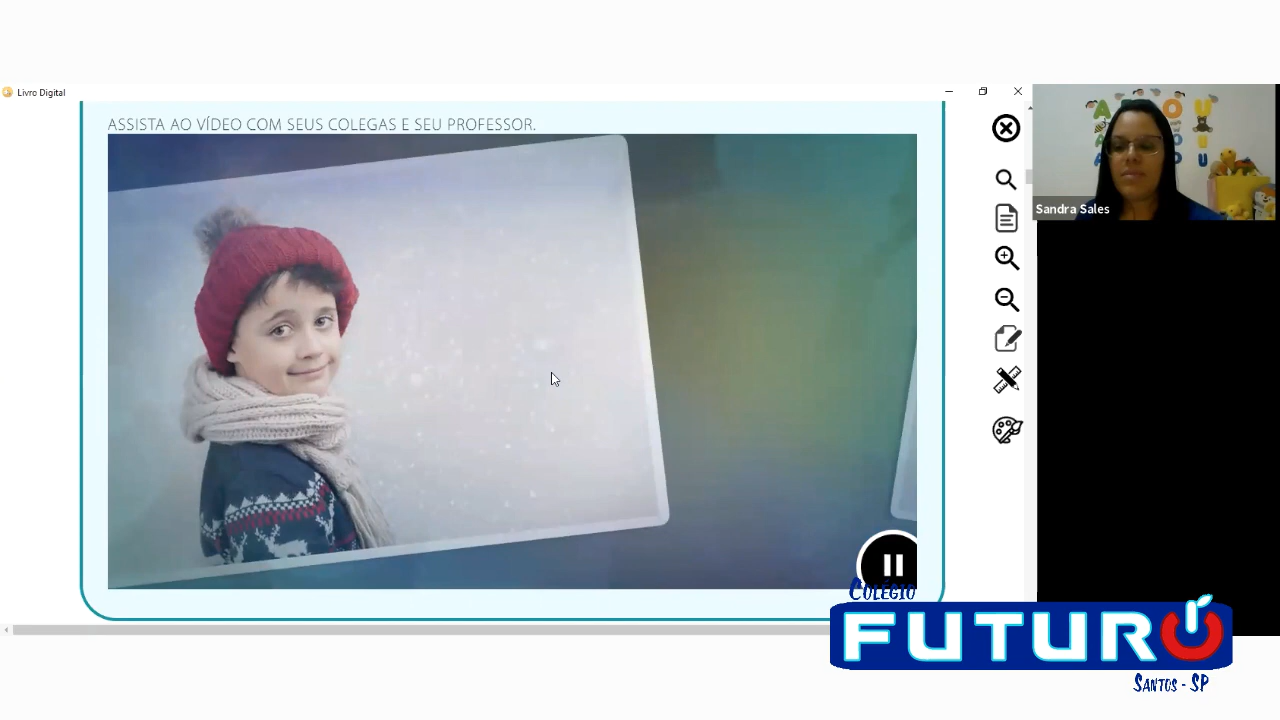 Livro Digital
ASSISTA AO VÍDEO COM SEUS COLEGAS E SEU PROFESSOR.
A
U
A
U
A
U
Sandra Sales
COLÉGIO
FUTURO
SANTOS - SP